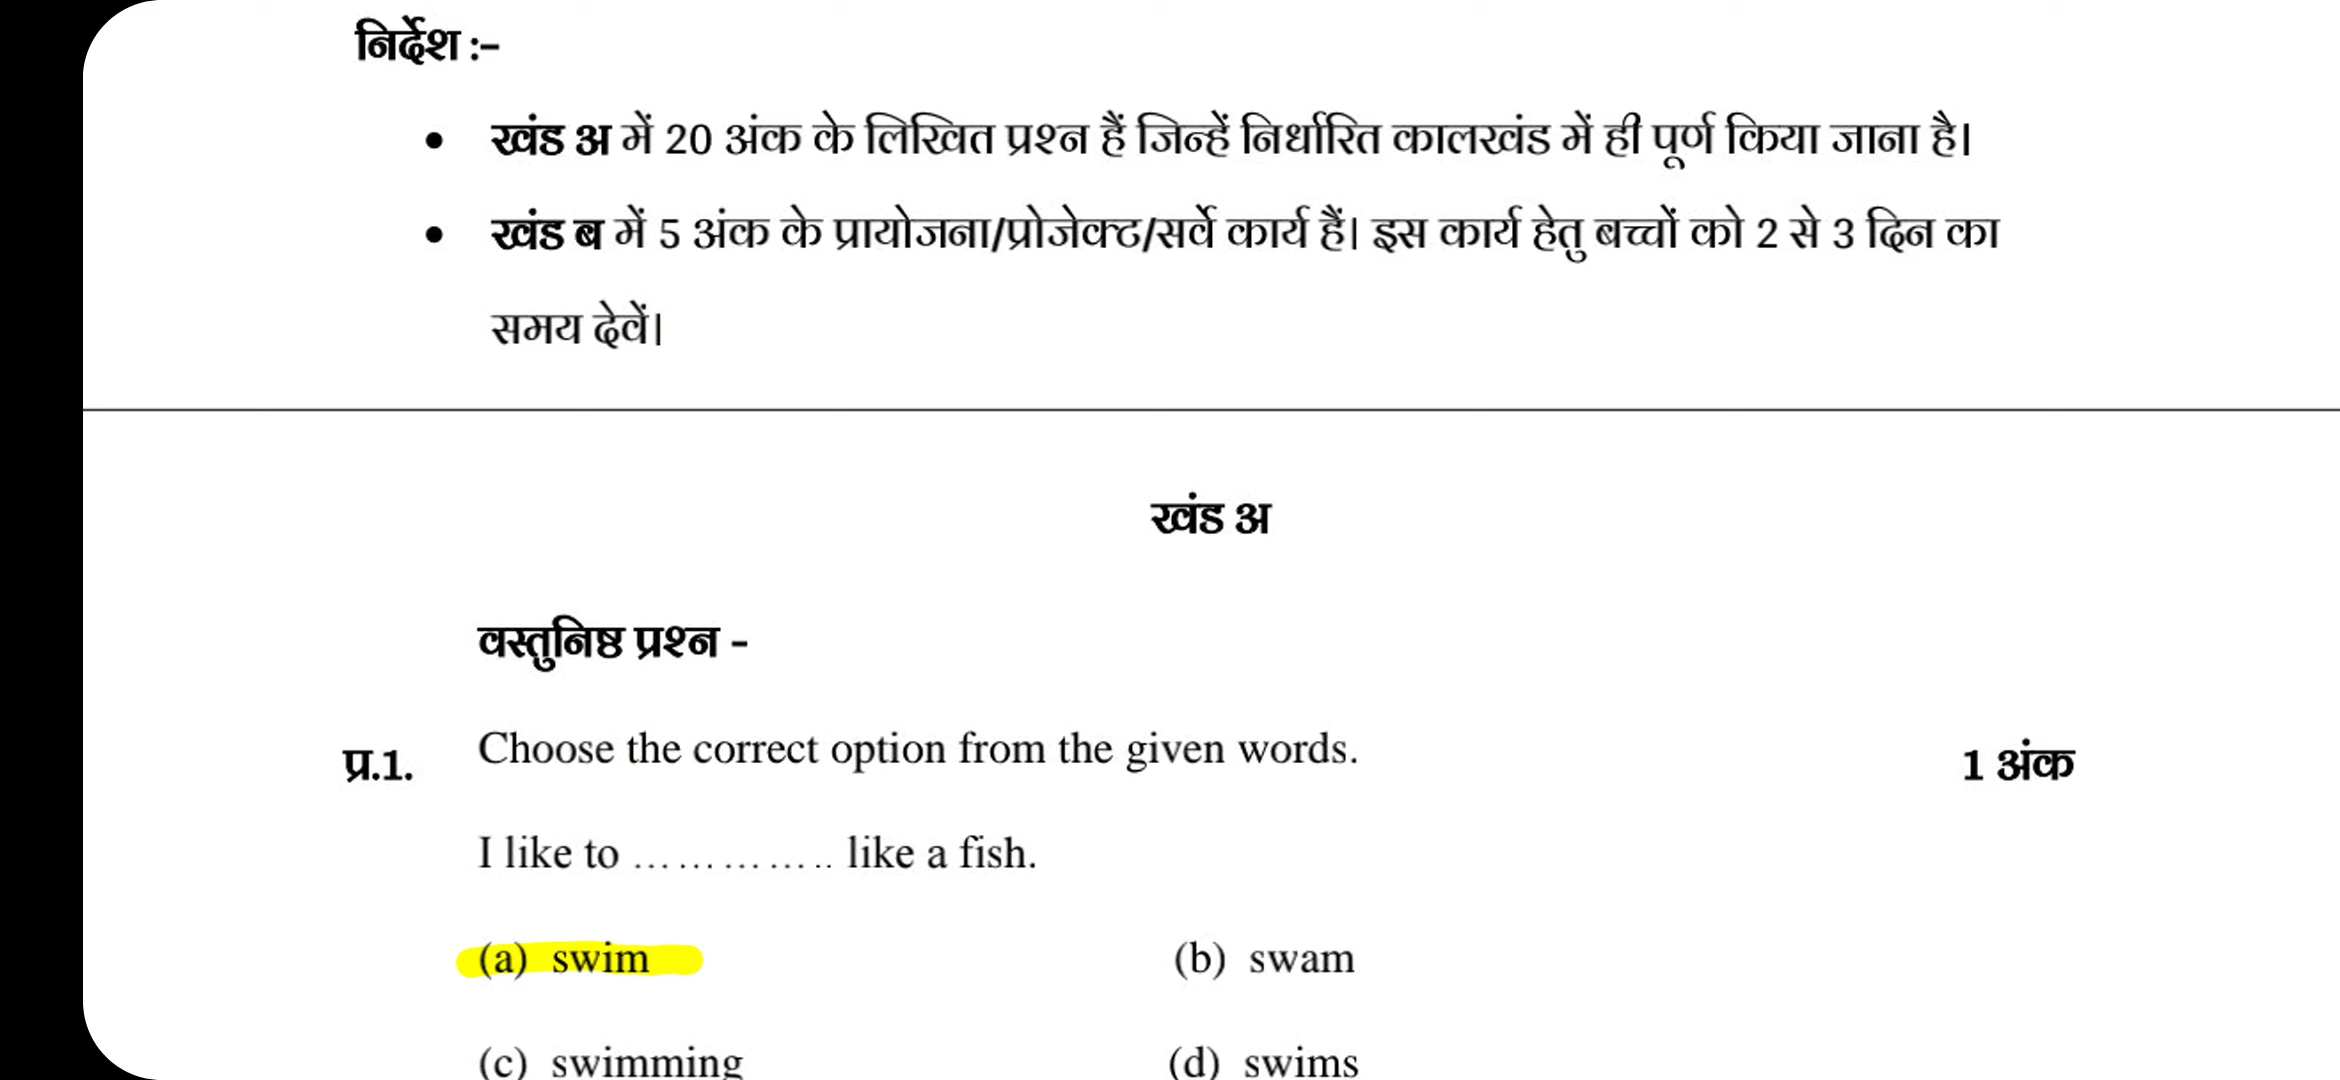 निर्देश :-
• खंड अ में 20 अंक के लिखित प्रश्न हैं जिन्हें निर्धारित कालखंड में ही पूर्ण किया जाना है।
• खंड ब में 5 अंक के प्रायोजना/प्रोजेक्ट/सर्वे कार्य हैं। इस कार्य हेतु बच्चों को 2 से 3 दिन का
समय देवें।
खंड अ
वस्तुनिष्ठ प्रश्न -
प्र.1. Choose the correct option from the given words. 1 अंक
I like to ………….. like a fish.
(a) swim (b) swam
(c) swimming (d) swims